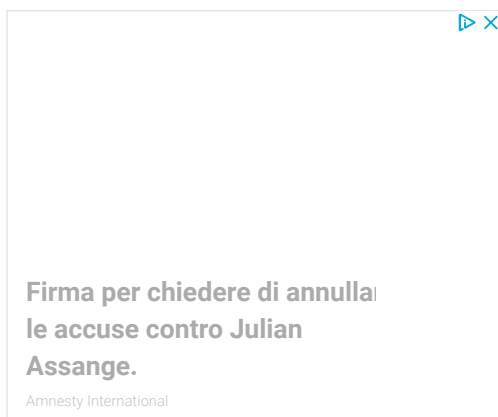 Firma per chiedere di annullar
le accuse contro Julian
Assange.
Amnesty International